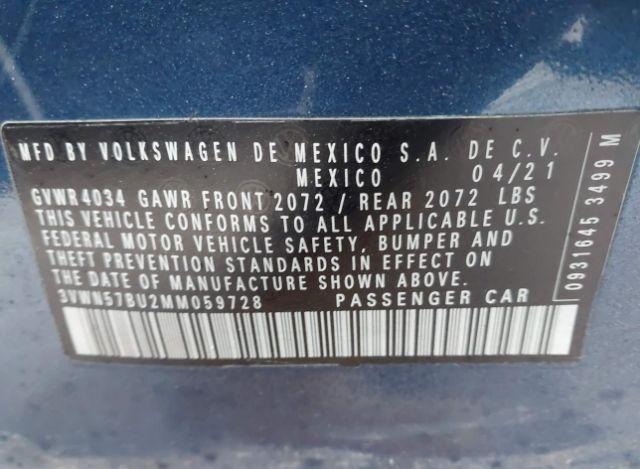 MFD BY VOLKSWAGEN DE MEXICO S.A. DE C.V.
MEXICO 04/21
GVWR4034 GAWR FRONT 2072 / REAR 2072 LBS
THIS VEHICLE CONFORMS TO ALL APPLICABLE U.S.
FEDERAL MOTOR VEHICLE SAFETY, BUMPER AND
THEFT PREVENTION STANDARDS IN EFFECT ON
THE DATE OF MANUFACTURE SHOWN ABOVE.
3VWN57BU2MM059728 PASSENGER CAR
0931645 3499 M